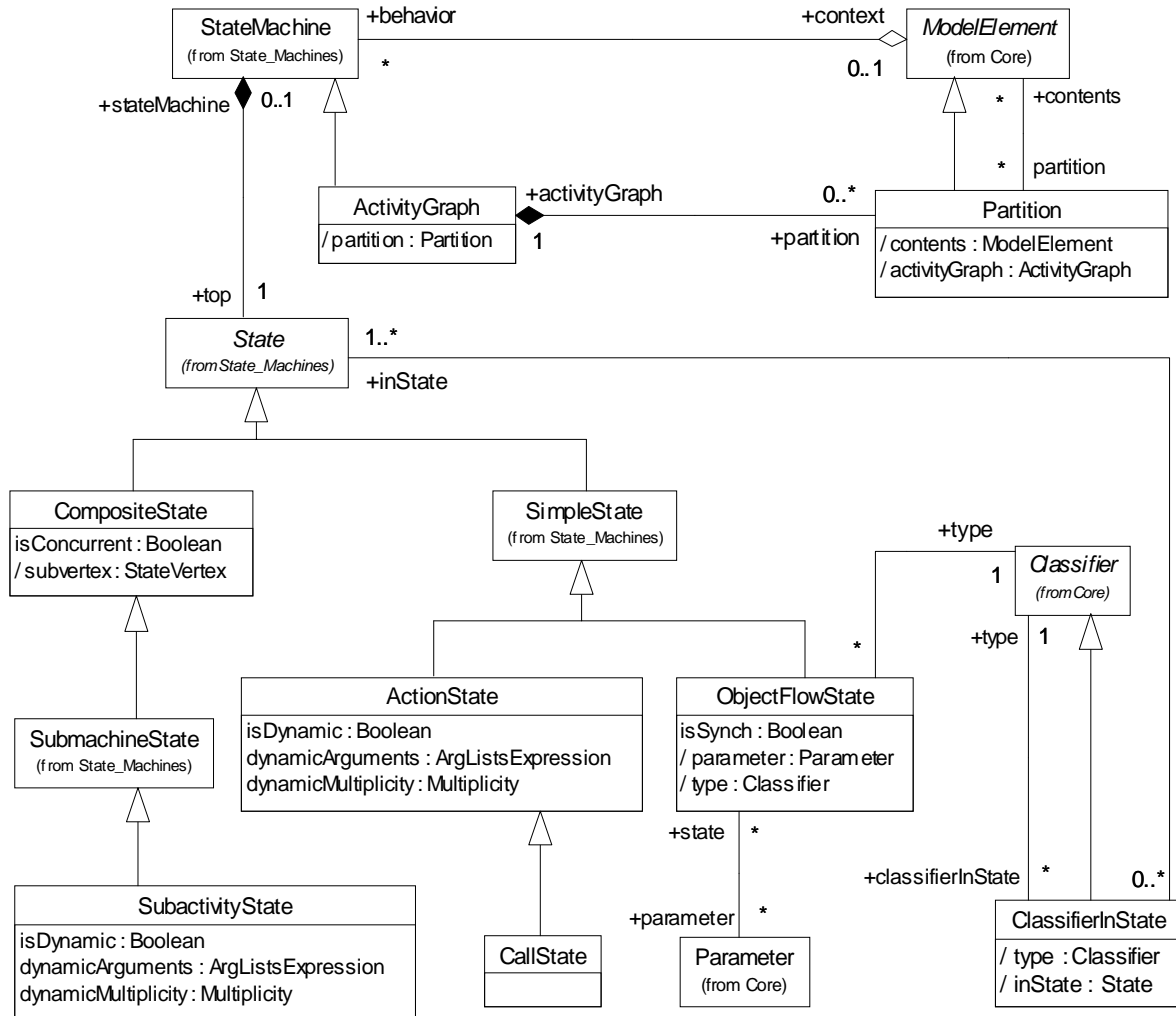 StateMachine
(from State_Machines)
+behavior
*
+context
0..1
ModelElement
(from Core)
+stateMachine
0..1
*
+contents
*
partition
ActivityGraph
/ partition : Partition
+activityGraph
1
0..*
+partition
Partition
/ contents : ModelElement
/ activityGraph : ActivityGraph
+top
1
State
(from State_Machines)
1..*
+inState
CompositeState
isConcurrent : Boolean
/ subvertex : StateVertex
SimpleState
(from State_Machines)
+type
1
Classifier
(from Core)
+type
1
*
SubmachineState
(from State_Machines)
ActionState
isDynamic : Boolean
dynamicArguments : ArgListsExpression
dynamicMultiplicity : Multiplicity
ObjectFlowState
isSynch : Boolean
/ parameter : Parameter
/ type : Classifier
+state
*
+classifierInState
*
0..*
SubactivityState
isDynamic : Boolean
dynamicArguments : ArgListsExpression
dynamicMultiplicity : Multiplicity
CallState
+parameter
*
Parameter
(from Core)
ClassifierInState
/ type : Classifier
/ inState : State